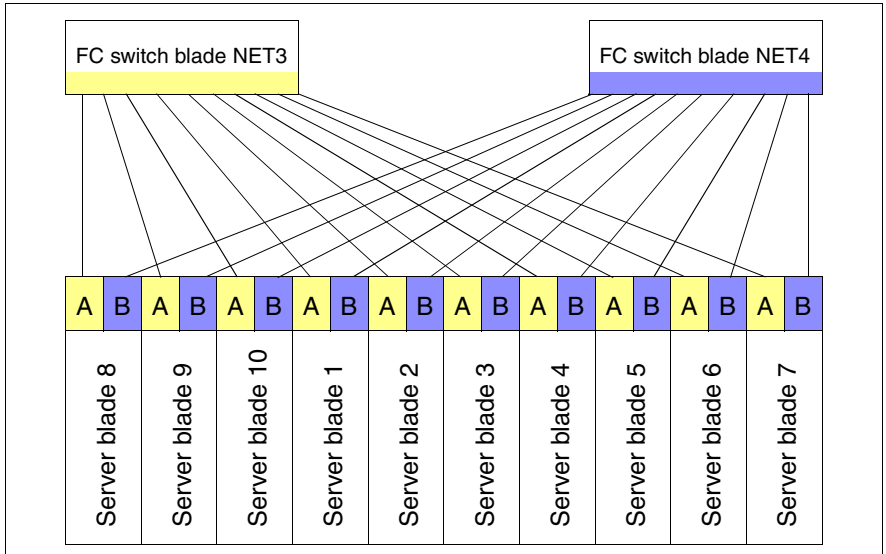 FC switch blade NET3
FC switch blade NET4
A B A B A B A B A B A B A B A B A B A B
Server blade 8
Server blade 9
Server blade 10
Server blade 1
Server blade 2
Server blade 3
Server blade 4
Server blade 5
Server blade 6
Server blade 7